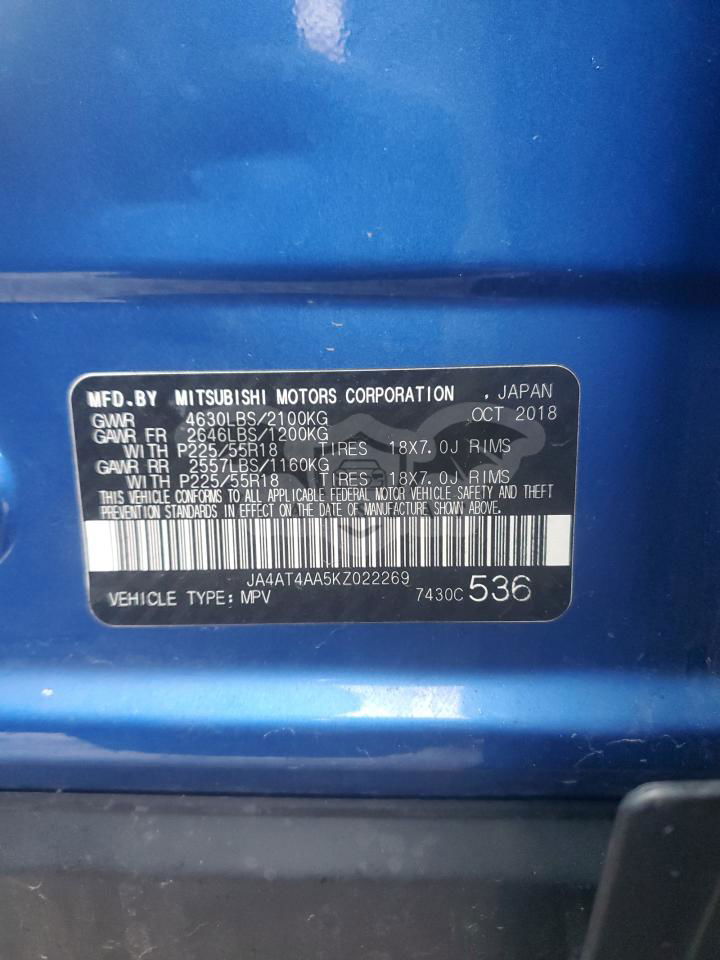 MFD.BY MITSUBISHI MOTORS CORPORATION , JAPAN
GVWR 4630LBS/2100KG OCT 2018
GAWR FR 2646LBS/1200KG
WITH P225/55R18 TIRES 18X7.0J RIMS
GAWR RR 2557LBS/1160KG
WITH P225/55R18 TIRES 18X7.0J RIMS
THIS VEHICLE CONFORMS TO ALL APPLICABLE FEDERAL MOTOR VEHICLE SAFETY AND THEFT
PREVENTION STANDARDS IN EFFECT ON THE DATE OF MANUFACTURE SHOWN ABOVE.
JA4AT4AA5KZ022269
VEHICLE TYPE: MPV 7430C 536